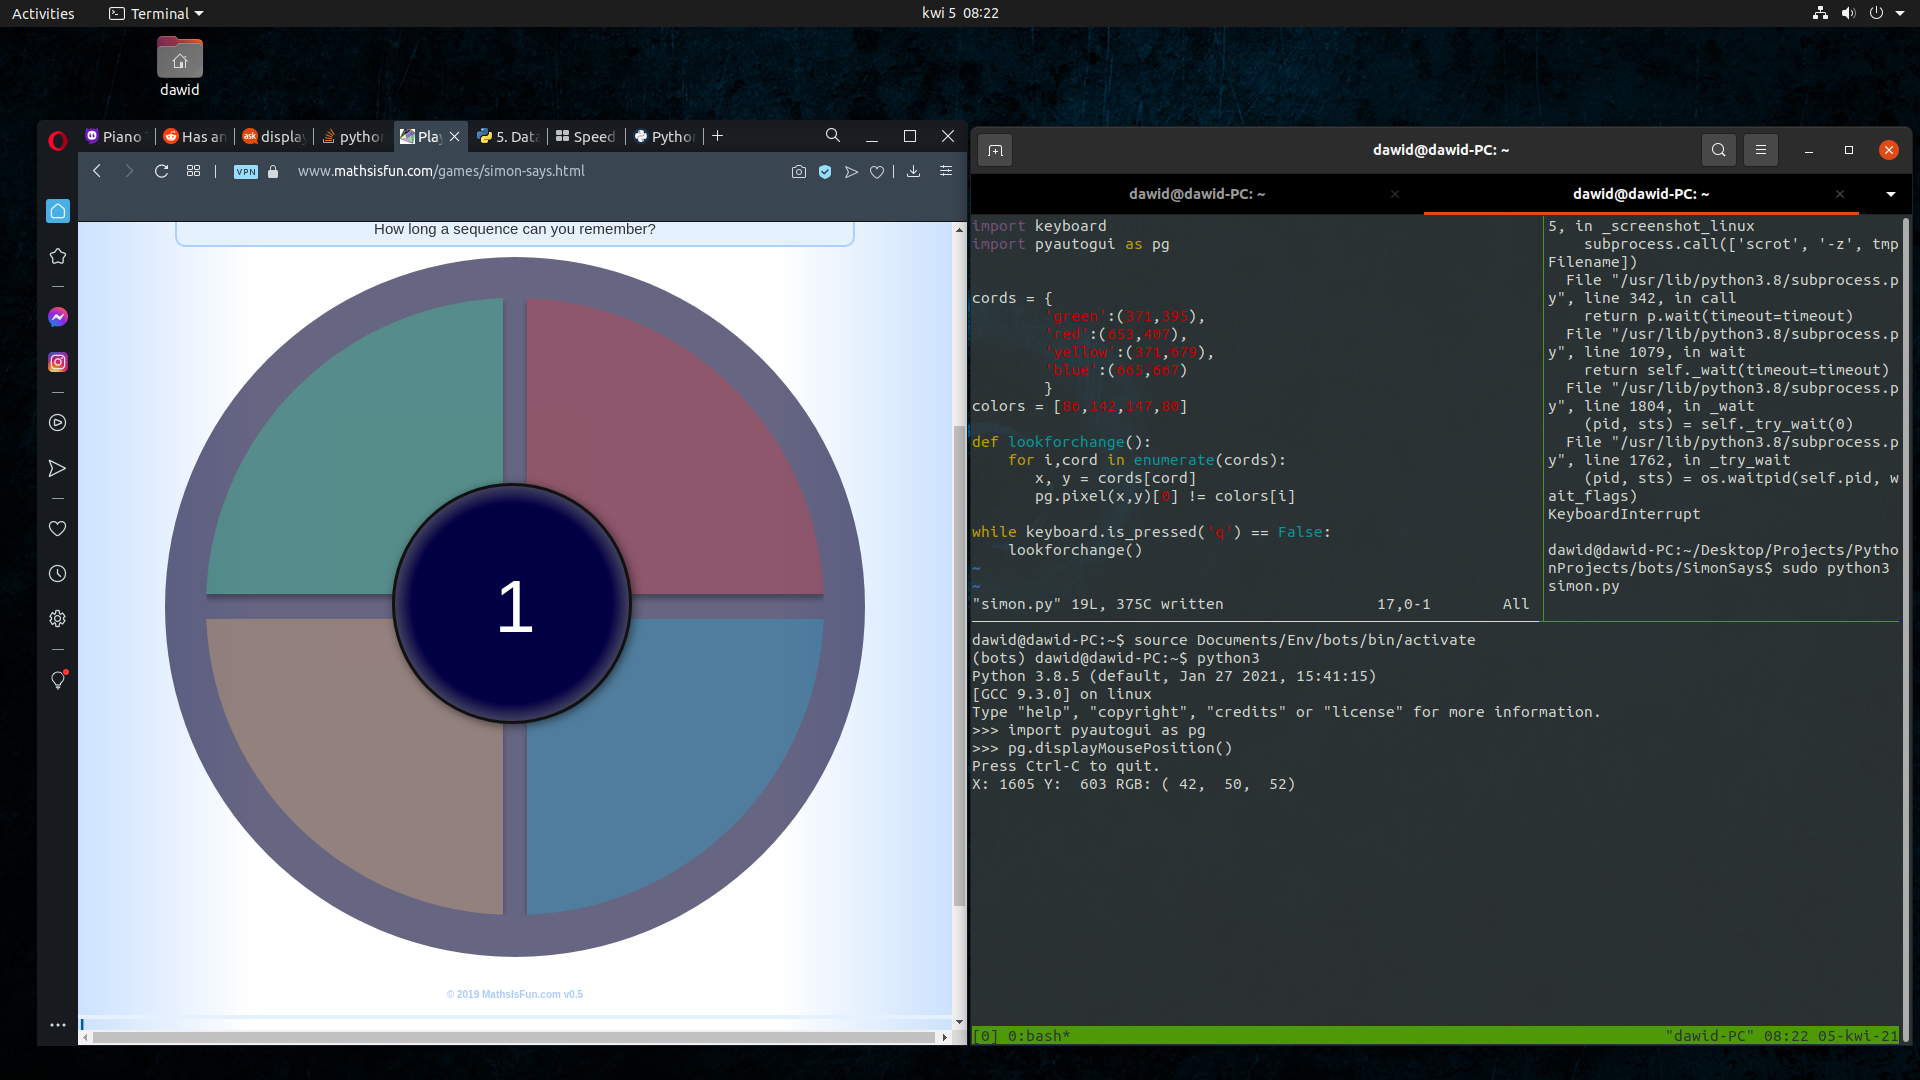 Activities
Terminal
kwi 5 08:22
dawid
Piano
Has an
ask
display
python
Play
5. Data
Speed
Python
VPN
www.mathsisfun.com/games/simon-says.html
How long a sequence can you remember?
1
© 2019 MathsIsFun.com v0.5
dawid@dawid-PC: ~
dawid@dawid-PC: ~
dawid@dawid-PC: ~
import keyboard
import pyautogui as pg
cords = {
'green':(371,395),
'red':(653,407),
'yellow':(371,679),
'blue':(665,667)
}
colors = [86,142,147,80]
def lookforchange():
for i,cord in enumerate(cords):
x, y = cords[cord]
pg.pixel(x,y)[0] != colors[i]
while keyboard.is_pressed('q') == False:
lookforchange()
~
~
"simon.py" 19L, 375C written 17,0-1 All
5, in _screenshot_linux
subprocess.call(['scrot', '-z', tmp
Filename])
File "/usr/lib/python3.8/subprocess.p
y", line 342, in call
return p.wait(timeout=timeout)
File "/usr/lib/python3.8/subprocess.p
y", line 1079, in wait
return self._wait(timeout=timeout)
File "/usr/lib/python3.8/subprocess.p
y", line 1804, in _wait
(pid, sts) = self._try_wait(0)
File "/usr/lib/python3.8/subprocess.p
y", line 1762, in _try_wait
(pid, sts) = os.waitpid(self.pid, w
ait_flags)
KeyboardInterrupt
dawid@dawid-PC:~/Desktop/Projects/Pytho
nProjects/bots/SimonSays$ sudo python3
simon.py
dawid@dawid-PC:~$ source Documents/Env/bots/bin/activate
(bots) dawid@dawid-PC:~$ python3
Python 3.8.5 (default, Jan 27 2021, 15:41:15)
[GCC 9.3.0] on linux
Type "help", "copyright", "credits" or "license" for more information.
>>> import pyautogui as pg
>>> pg.displayMousePosition()
Press Ctrl-C to quit.
X: 1605 Y:  603 RGB: ( 42,  50,  52)
[0] 0:bash* "dawid-PC" 08:22 05-kwi-21